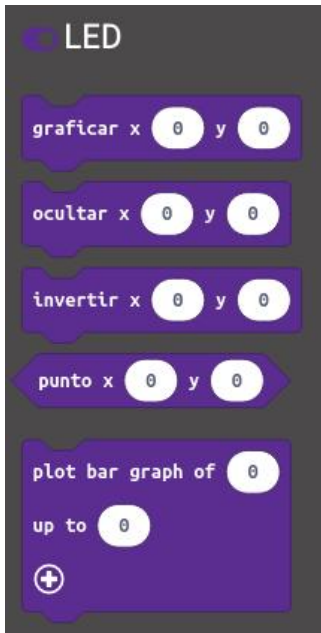 LED
graficar x 0 y 0
ocultar x 0 y 0
invertir x 0 y 0
punto x 0 y 0
plot bar graph of 0
up to 0